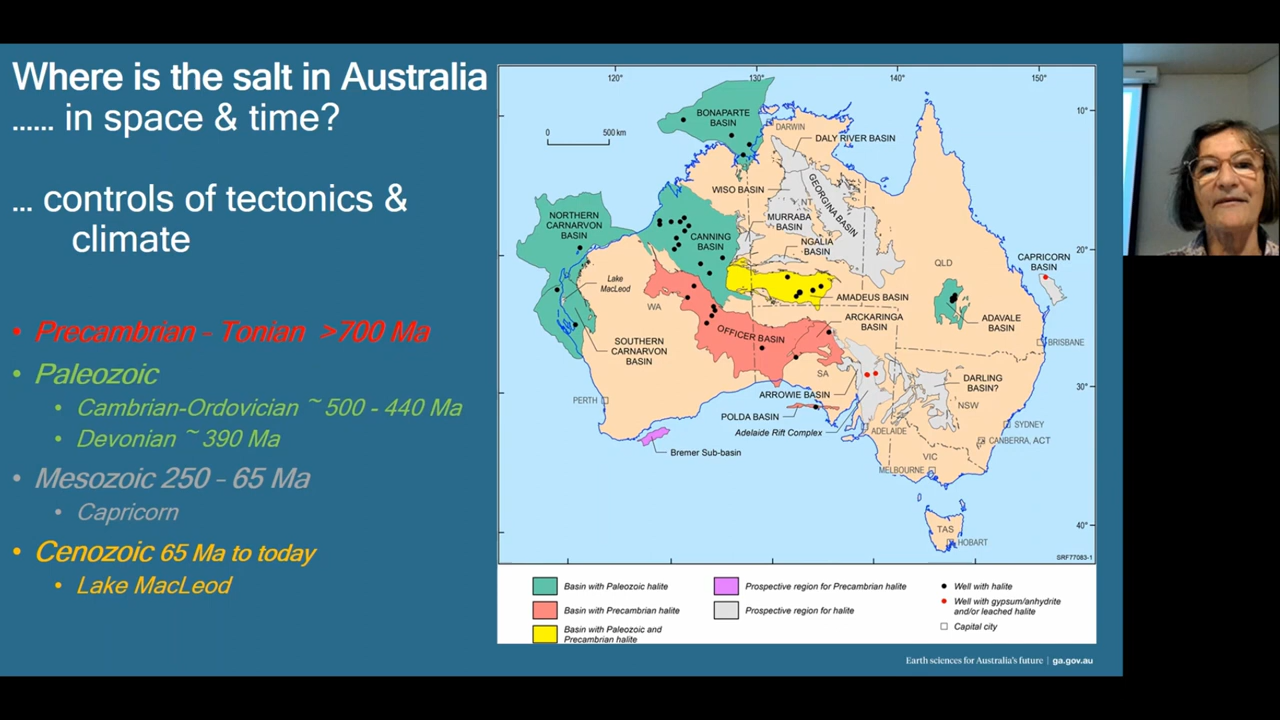 Where is the salt in Australia
...... in space & time?
... controls of tectonics &
climate
• Precambrian - Tonian >700 Ma
• Paleozoic
• Cambrian-Ordovician ~ 500 - 440 Ma
• Devonian ~ 390 Ma
• Mesozoic 250 - 65 Ma
• Capricorn
• Cenozoic 65 Ma to today
• Lake MacLeod
120°
130°
140°
150°
10°
20°
30°
40°
0
500 km
BONAPARTE
BASIN
DARWIN
DALY RIVER BASIN
WISO BASIN
GEORGINA BASIN
NT
MURRABA
BASIN
NGALIA
BASIN
NORTHERN
CARNARVON
BASIN
CANNING
BASIN
Lake
MacLeod
WA
QLD
CAPRICORN
BASIN
AMADEUS BASIN
ARCKARINGA
BASIN
ADAVALE
BASIN
OFFICER BASIN
SOUTHERN
CARNARVON
BASIN
BRISBANE
SA
DARLING
BASIN?
ARROWIE BASIN
NSW
PERTH
POLDA BASIN
Adelaide Rift Complex
ADELAIDE
SYDNEY
CANBERRA, ACT
Bremer Sub-basin
VIC
MELBOURNE
TAS
HOBART
SRF77083-1
Basin with Paleozoic halite
Basin with Precambrian halite
Basin with Paleozoic and
Precambrian halite
Prospective region for Precambrian halite
Prospective region for halite
Well with halite
Well with gypsum/anhydrite
and/or leached halite
Capital city
Earth sciences for Australia's future | ga.gov.au